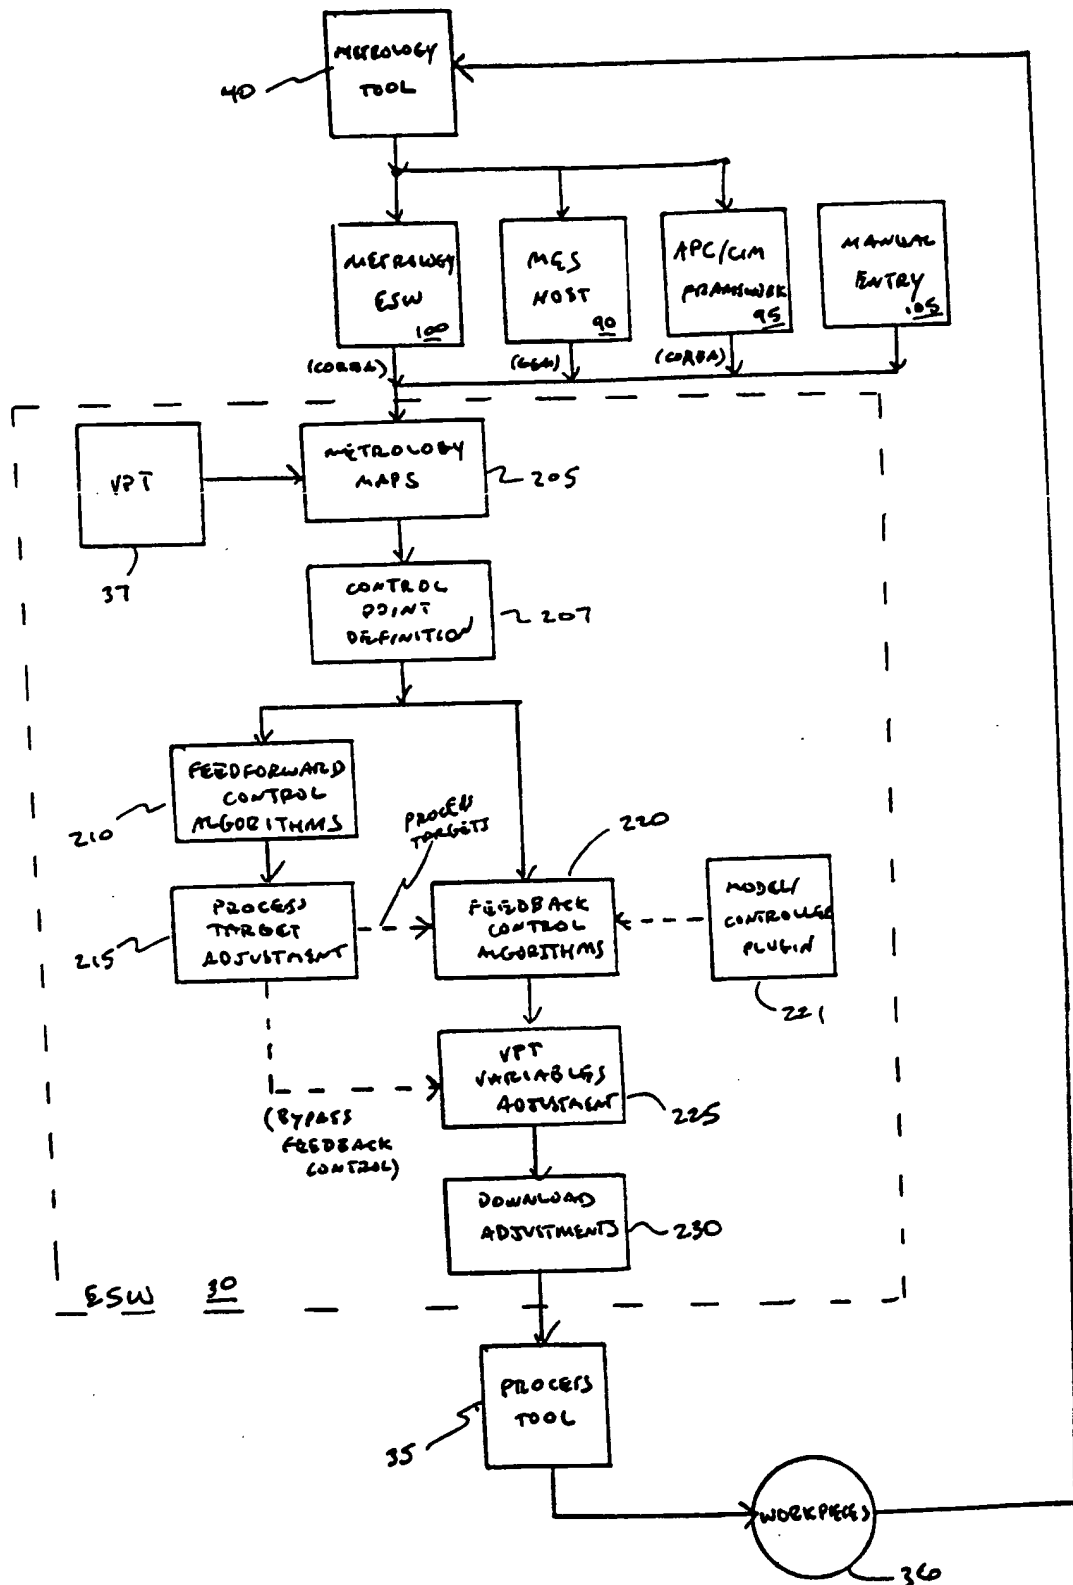 METROLOGY
TOOL
40
METROLOGY
ESW
100
MES
HOST
90
APC/CIM
FRAMEWORK
95
MANUAL
ENTRY
105
(CORBA)
(GEM)
(CORBA)
VPT
37
METROLOGY
MAPS
205
CONTROL
POINT
DEFINITION
207
FEEDFORWARD
CONTROL
ALGORITHMS
210
PROCESS
TARGETS
220
PROCESS
TARGET
ADJUSTMENT
215
FEEDBACK
CONTROL
ALGORITHMS
MODEL/
CONTROLLER
PLUGIN
221
VPT
VARIABLES
ADJUSTMENT
225
(BYPASS
FEEDBACK
CONTROL)
DOWNLOAD
ADJUSTMENTS
230
ESW 30
PROCESS
TOOL
35
WORKPIECES
36